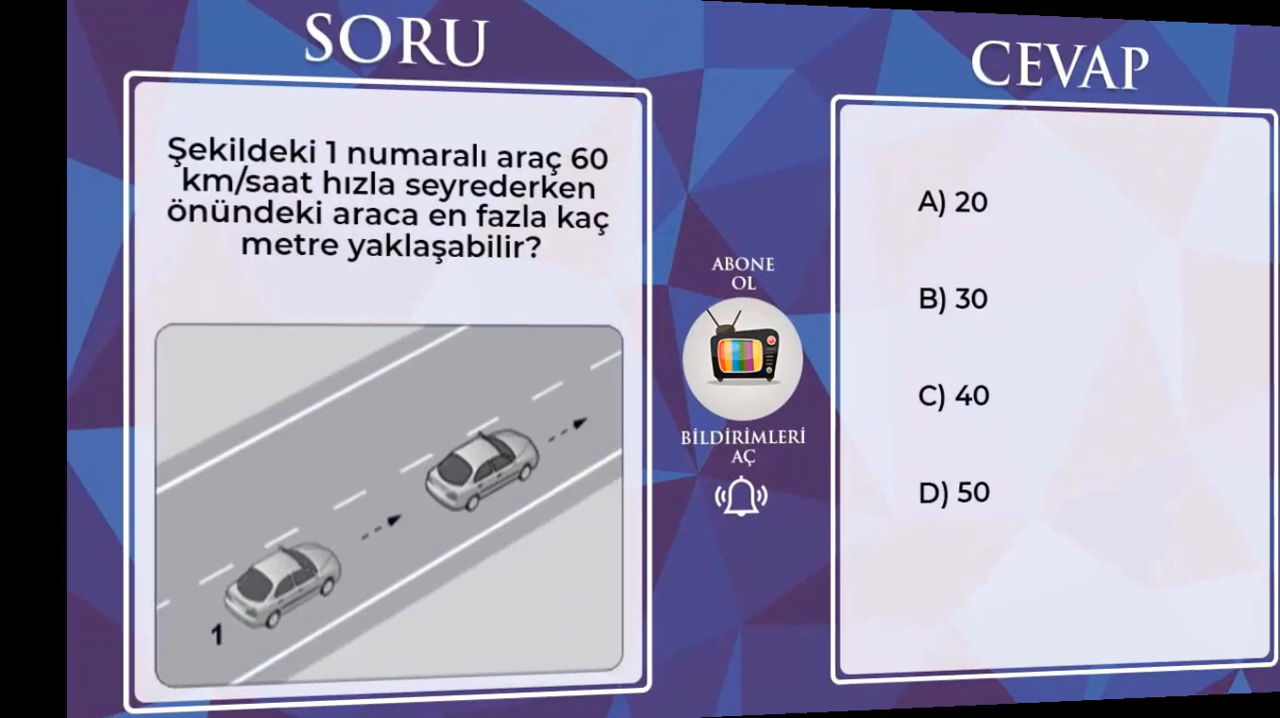 SORU
Şekildeki 1 numaralı araç 60
km/saat hızla seyrederken
önündeki araca en fazla kaç
metre yaklaşabilir?
1
ABONE
OL
BİLDİRİMLERİ
AÇ
CEVAP
A) 20
B) 30
C) 40
D) 50